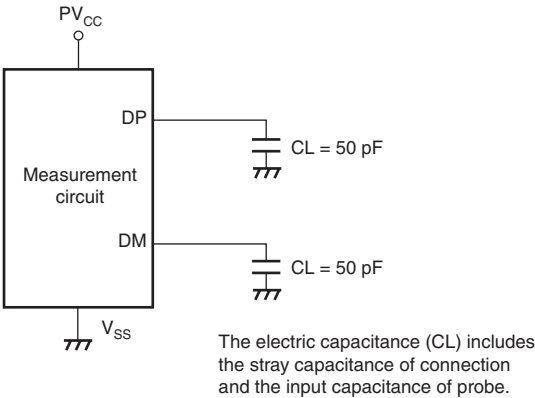 PVCC
DP
CL = 50 pF
Measurement
circuit
DM
CL = 50 pF
VSS
The electric capacitance (CL) includes
the stray capacitance of connection
and the input capacitance of probe.